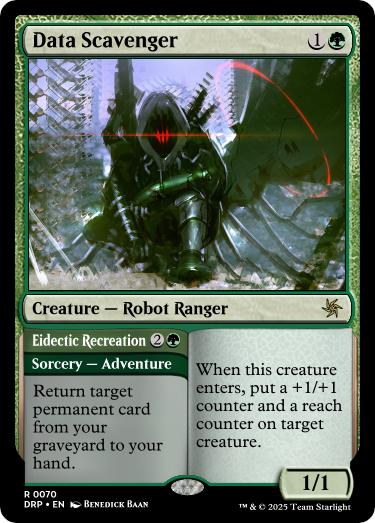 Data Scavenger 1
Creature — Robot Ranger
Eidectic Recreation 2
Sorcery — Adventure
Return target
permanent card
from your
graveyard to your
hand.
When this creature
enters, put a +1/+1
counter and a reach
counter on target
creature.
1/1
R 0070
DRP • EN Benedick Baan
™ & © 2025 Team Starlight